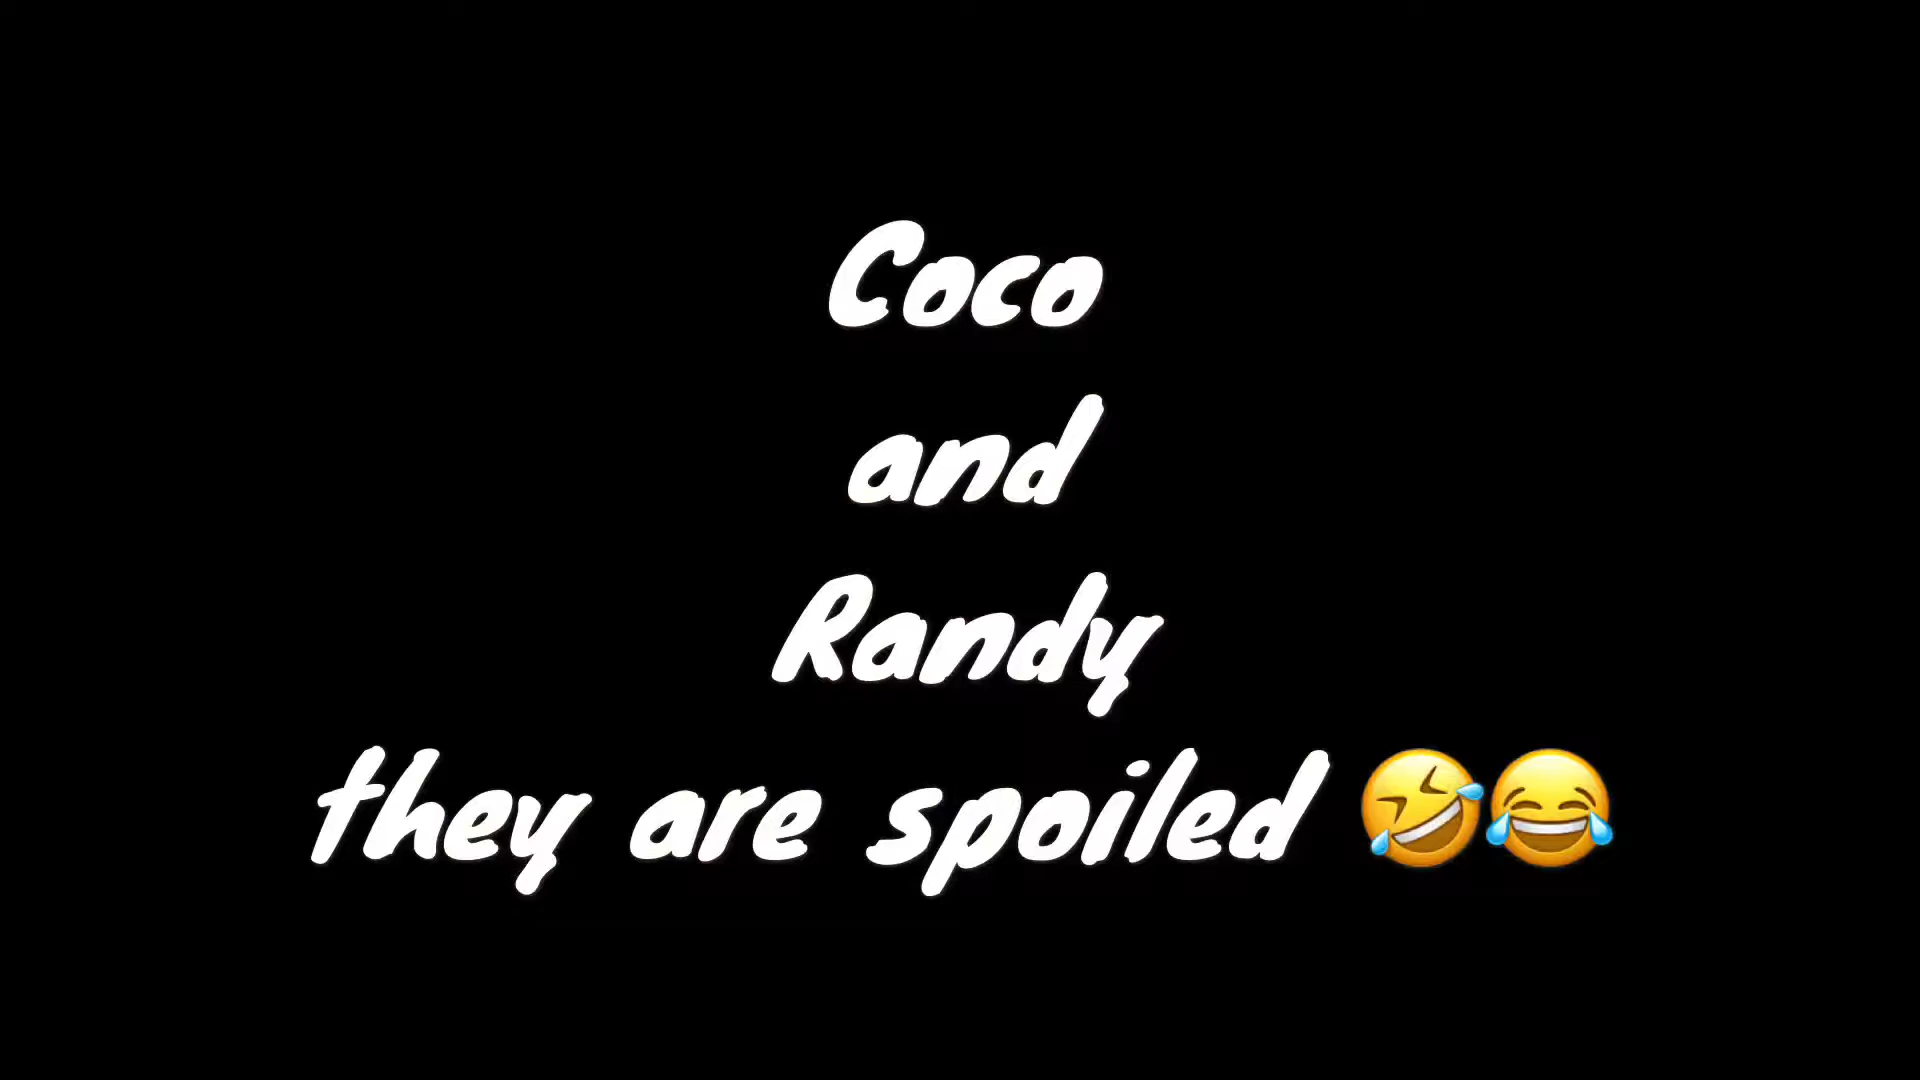 Coco
and
Randy
they are spoiled 🤣😂